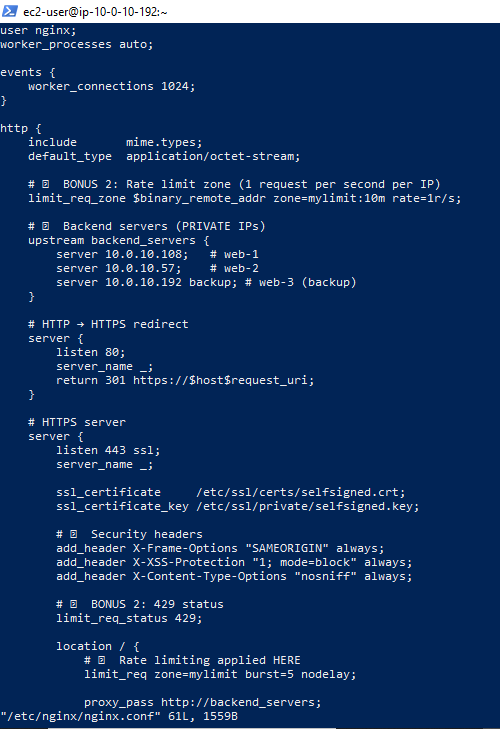 ec2-user@ip-10-0-10-192:~
user nginx;
worker_processes auto;
events {
worker_connections 1024;
}
http {
include       mime.types;
default_type  application/octet-stream;
# BONUS 2: Rate limit zone (1 request per second per IP)
limit_req_zone $binary_remote_addr zone=mylimit:10m rate=1r/s;
# Backend servers (PRIVATE IPs)
upstream backend_servers {
server 10.0.10.108;   # web-1
server 10.0.10.57;    # web-2
server 10.0.10.192 backup; # web-3 (backup)
}
# HTTP → HTTPS redirect
server {
listen 80;
server_name _;
return 301 https://$host$request_uri;
}
# HTTPS server
server {
listen 443 ssl;
server_name _;
ssl_certificate     /etc/ssl/certs/selfsigned.crt;
ssl_certificate_key /etc/ssl/private/selfsigned.key;
# Security headers
add_header X-Frame-Options "SAMEORIGIN" always;
add_header X-XSS-Protection "1; mode=block" always;
add_header X-Content-Type-Options "nosniff" always;
# BONUS 2: 429 status
limit_req_status 429;
location / {
# Rate limiting applied HERE
limit_req zone=mylimit burst=5 nodelay;
proxy_pass http://backend_servers;
"/etc/nginx/nginx.conf" 61L, 1559B